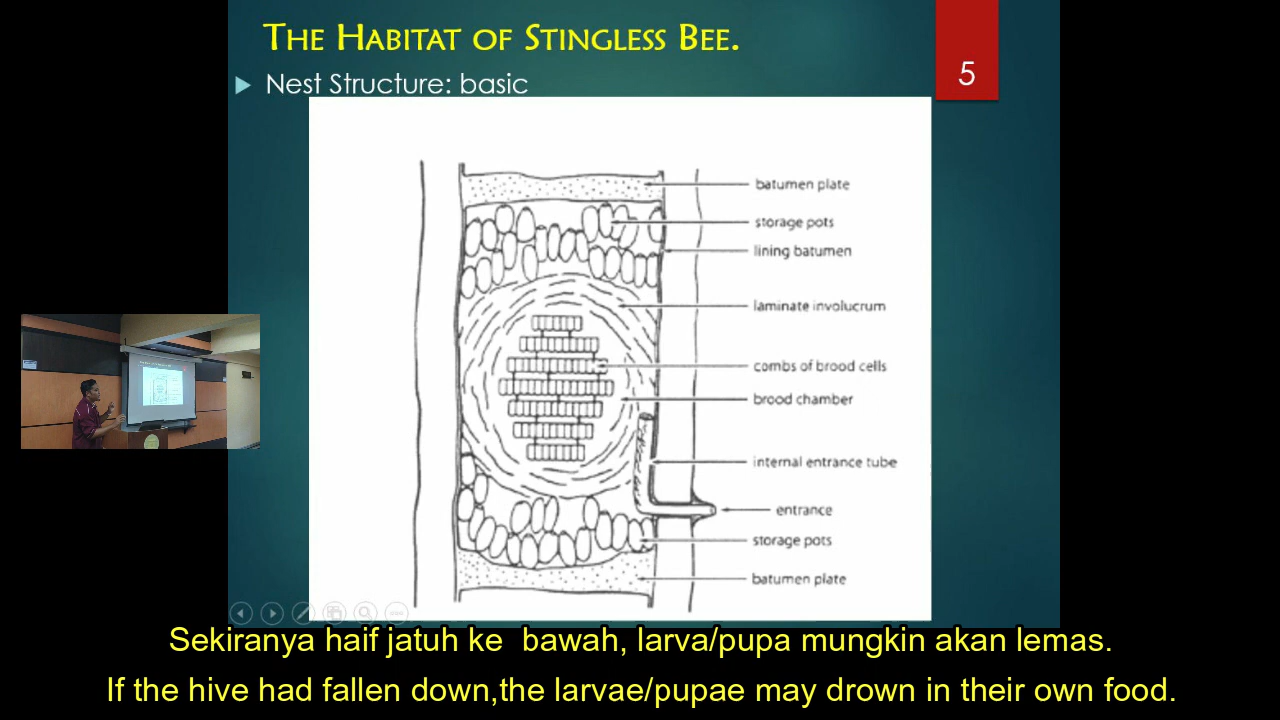 THE HABITAT OF STINGLESS BEE.
5
Nest Structure: basic
batumen plate
storage pots
lining batumen
laminate involucrum
combs of brood cells
brood chamber
internal entrance tube
entrance
storage pots
batumen plate
Sekiranya haif jatuh ke bawah, larva/pupa mungkin akan lemas.
If the hive had fallen down,the larvae/pupae may drown in their own food.